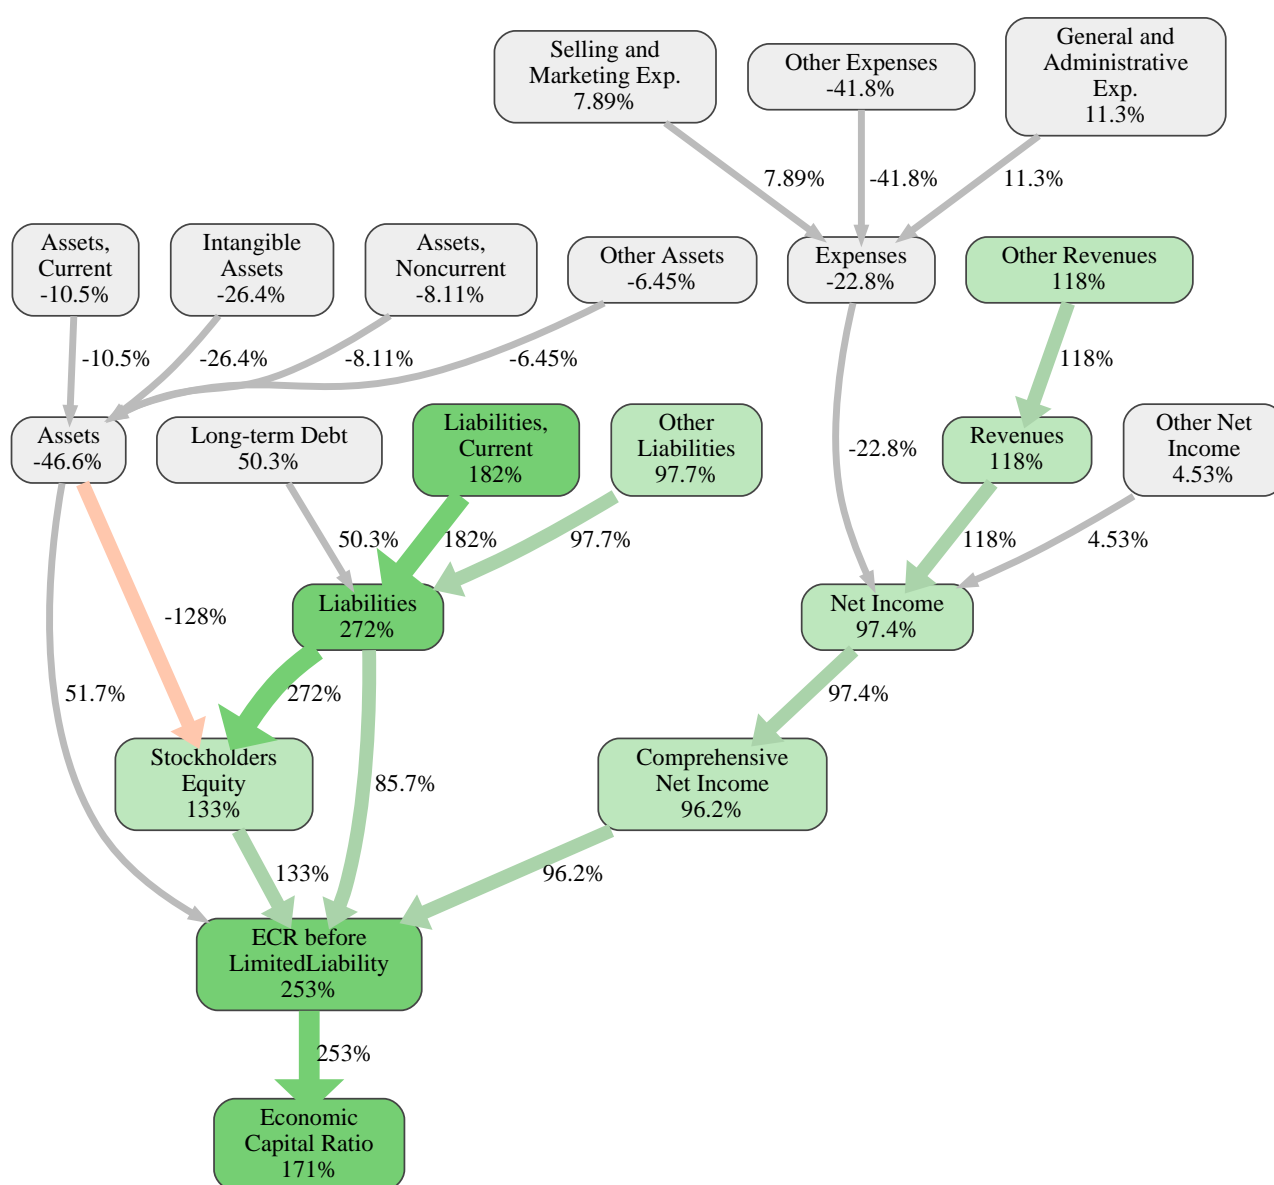 Selling and
Marketing Exp.
7.89%
Other Expenses
-41.8%
General and
Administrative
Exp.
11.3%
7.89%
-41.8%
11.3%
Assets,
Current
-10.5%
Intangible
Assets
-26.4%
Assets,
Noncurrent
-8.11%
Other Assets
-6.45%
Expenses
-22.8%
Other Revenues
118%
-10.5%
-26.4%
-8.11%
-6.45%
118%
Assets
-46.6%
Long-term Debt
50.3%
Liabilities,
Current
182%
Other
Liabilities
97.7%
-22.8%
Revenues
118%
Other Net
Income
4.53%
50.3%
182%
97.7%
118%
4.53%
Liabilities
272%
Net Income
97.4%
-128%
51.7%
272%
97.4%
Stockholders
Equity
133%
85.7%
Comprehensive
Net Income
96.2%
133%
96.2%
ECR before
LimitedLiability
253%
253%
Economic
Capital Ratio
171%